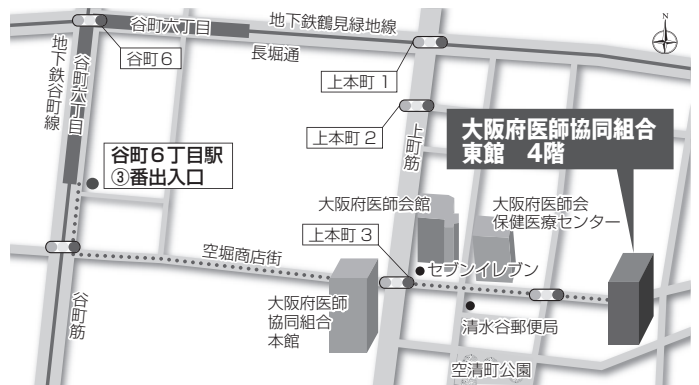 谷町六丁目
地下鉄鶴見緑地線
N
谷町6
長堀通
地下鉄谷町線
谷町六丁目
上本町1
上本町2
上町筋
大阪府医師協同組合
東館 4階
谷町6丁目駅
③番出入口
大阪府医師会館
大阪府医師会
保健医療センター
上本町3
空堀商店街
セブンイレブン
谷町筋
大阪府医師
協同組合
本館
清水谷郵便局
空清町公園